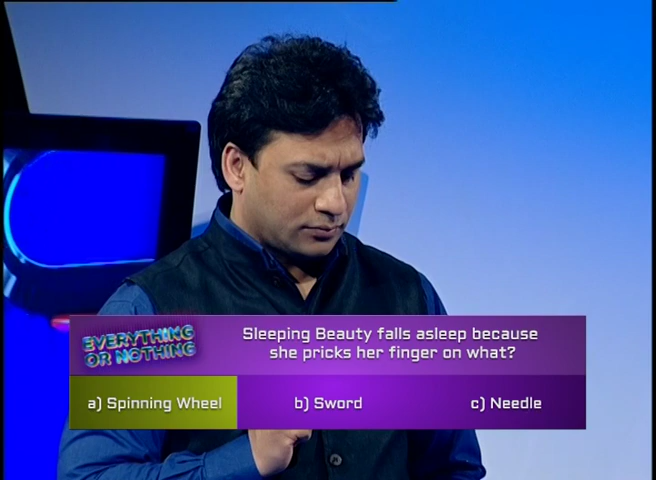 EVERYTHING
OR NOTHING
Sleeping Beauty falls asleep because
she pricks her finger on what?
a) Spinning Wheel
b) Sword
c) Needle